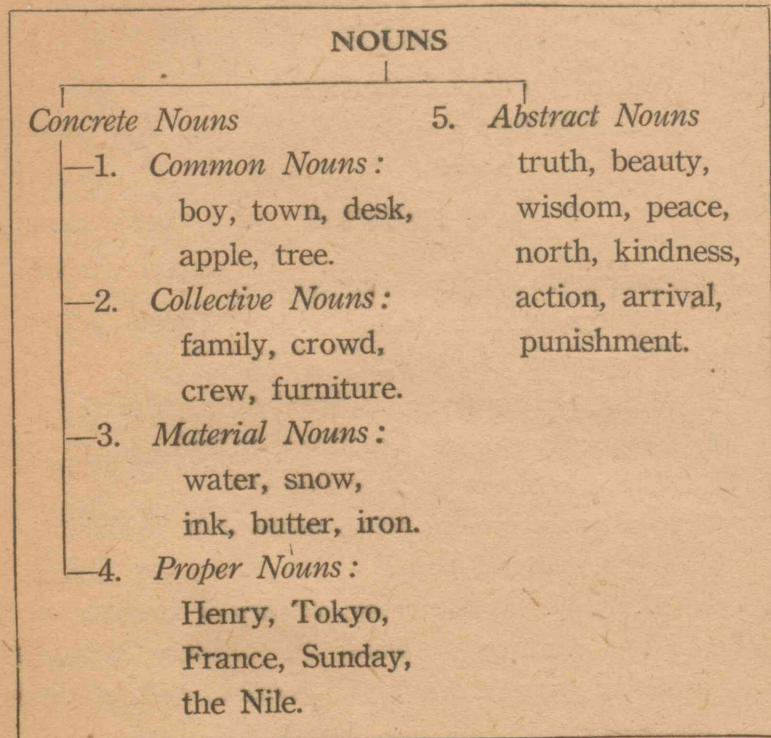 NOUNS
Concrete Nouns
1. Common Nouns:
boy, town, desk,
apple, tree.
2. Collective Nouns:
family, crowd,
crew, furniture.
3. Material Nouns:
water, snow,
ink, butter, iron.
4. Proper Nouns:
Henry, Tokyo,
France, Sunday,
the Nile.
5. Abstract Nouns
truth, beauty,
wisdom, peace,
north, kindness,
action, arrival,
punishment.